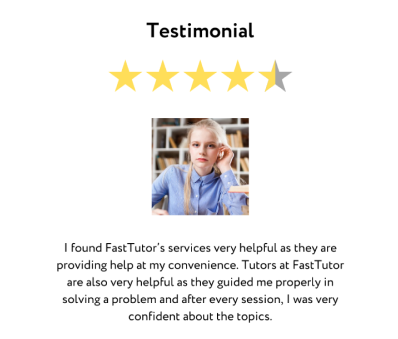 Testimonial
I found FastTutor's services very helpful as they are
providing help at my convenience. Tutors at FastTutor
are also very helpful as they guided me properly in
solving a problem and after every session, I was very
confident about the topics.